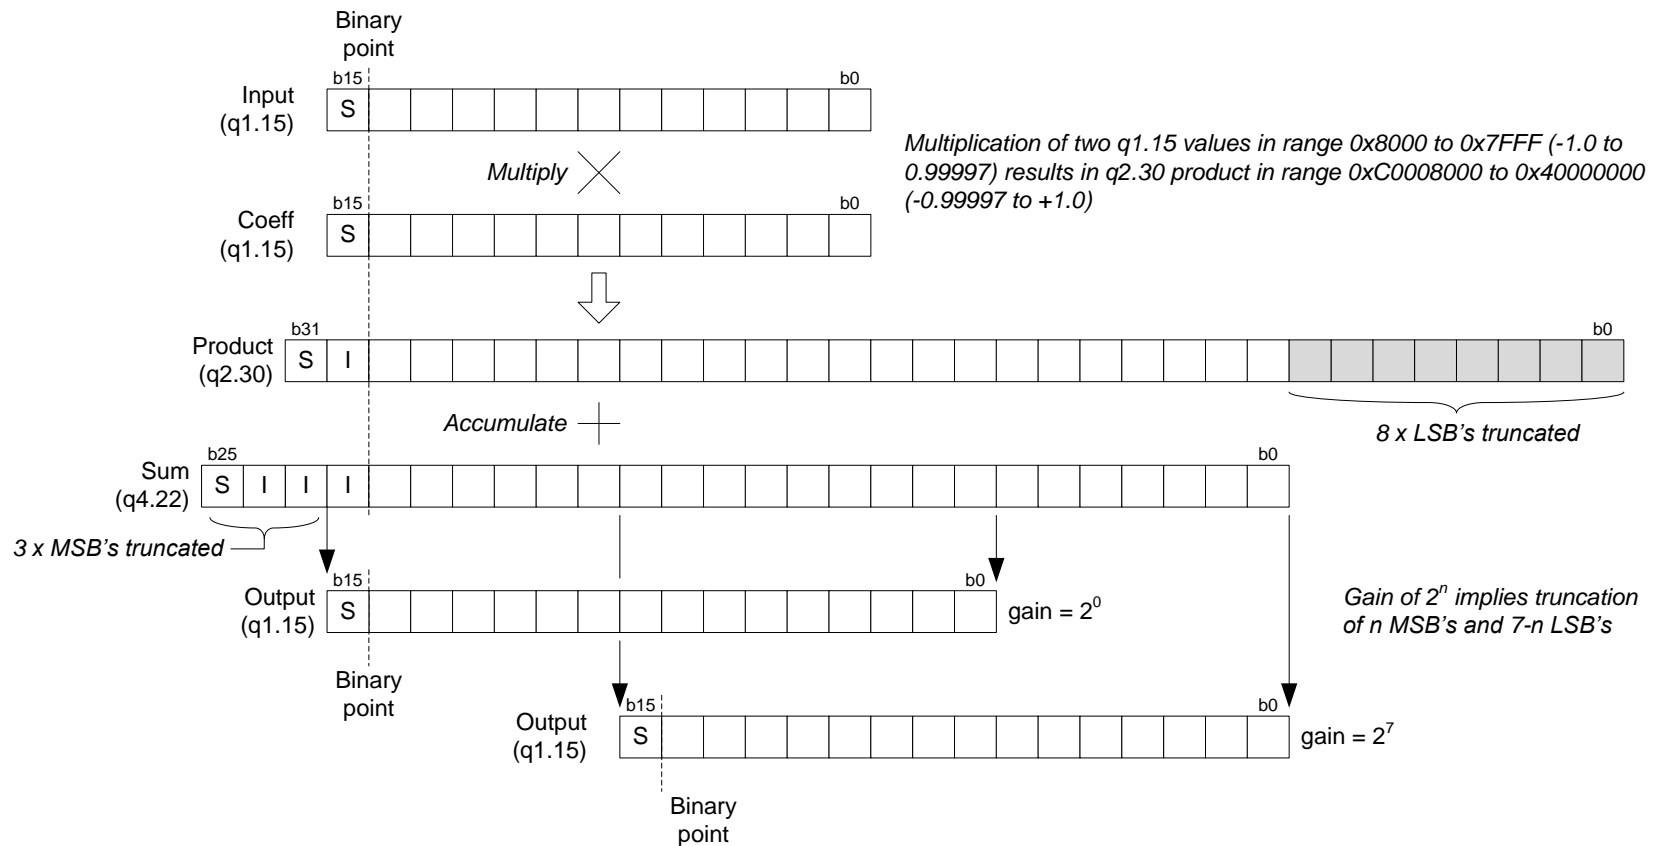 Binary
point
b15
b0
Input
(q1.15)
S
Multiplication of two q1.15 values in range 0x8000 to 0x7FFF (-1.0 to
0.99997) results in q2.30 product in range 0xC0008000 to 0x40000000
(-0.99997 to +1.0)
Multiply
b15
b0
Coeff
(q1.15)
S
b31
b0
Product
(q2.30)
S I
Accumulate
8 x LSB's truncated
b25
b0
Sum
(q4.22)
S I I I
3 x MSB's truncated
b15
b0
Output
(q1.15)
S
gain = 2^0
Gain of 2^n implies truncation
of n MSB's and 7-n LSB's
Binary
point
b15
b0
Output
(q1.15)
S
gain = 2^7
Binary
point